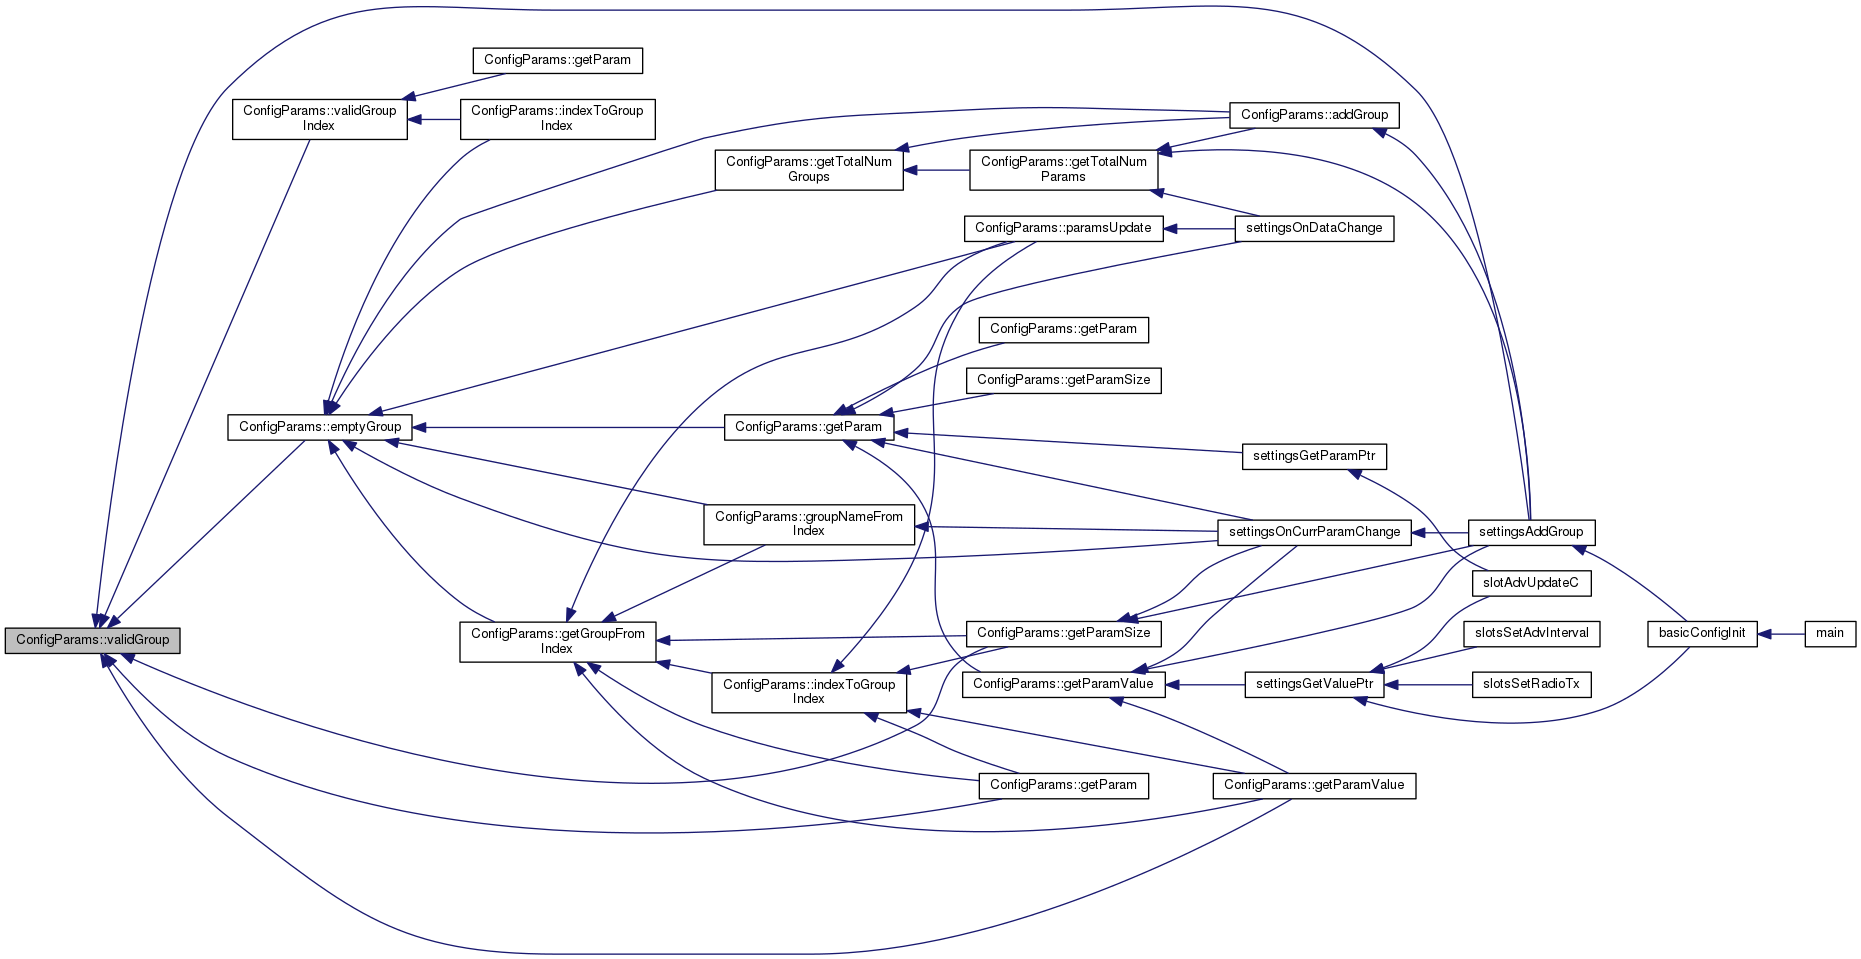 ConfigParams::validGroup
ConfigParams::validGroup
Index
ConfigParams::emptyGroup
ConfigParams::getParam
ConfigParams::indexToGroup
Index
ConfigParams::getGroupFrom
Index
ConfigParams::getTotalNum
Groups
ConfigParams::getParam
ConfigParams::groupNameFrom
Index
ConfigParams::indexToGroup
Index
ConfigParams::getTotalNum
Params
ConfigParams::paramsUpdate
ConfigParams::getParam
ConfigParams::getParamSize
ConfigParams::getParamSize
ConfigParams::getParamValue
ConfigParams::getParam
ConfigParams::addGroup
settingsOnDataChange
settingsGetParamPtr
settingsOnCurrParamChange
settingsGetValuePtr
ConfigParams::getParamValue
settingsAddGroup
slotAdvUpdateC
slotsSetAdvInterval
slotsSetRadioTx
basicConfigInit
main